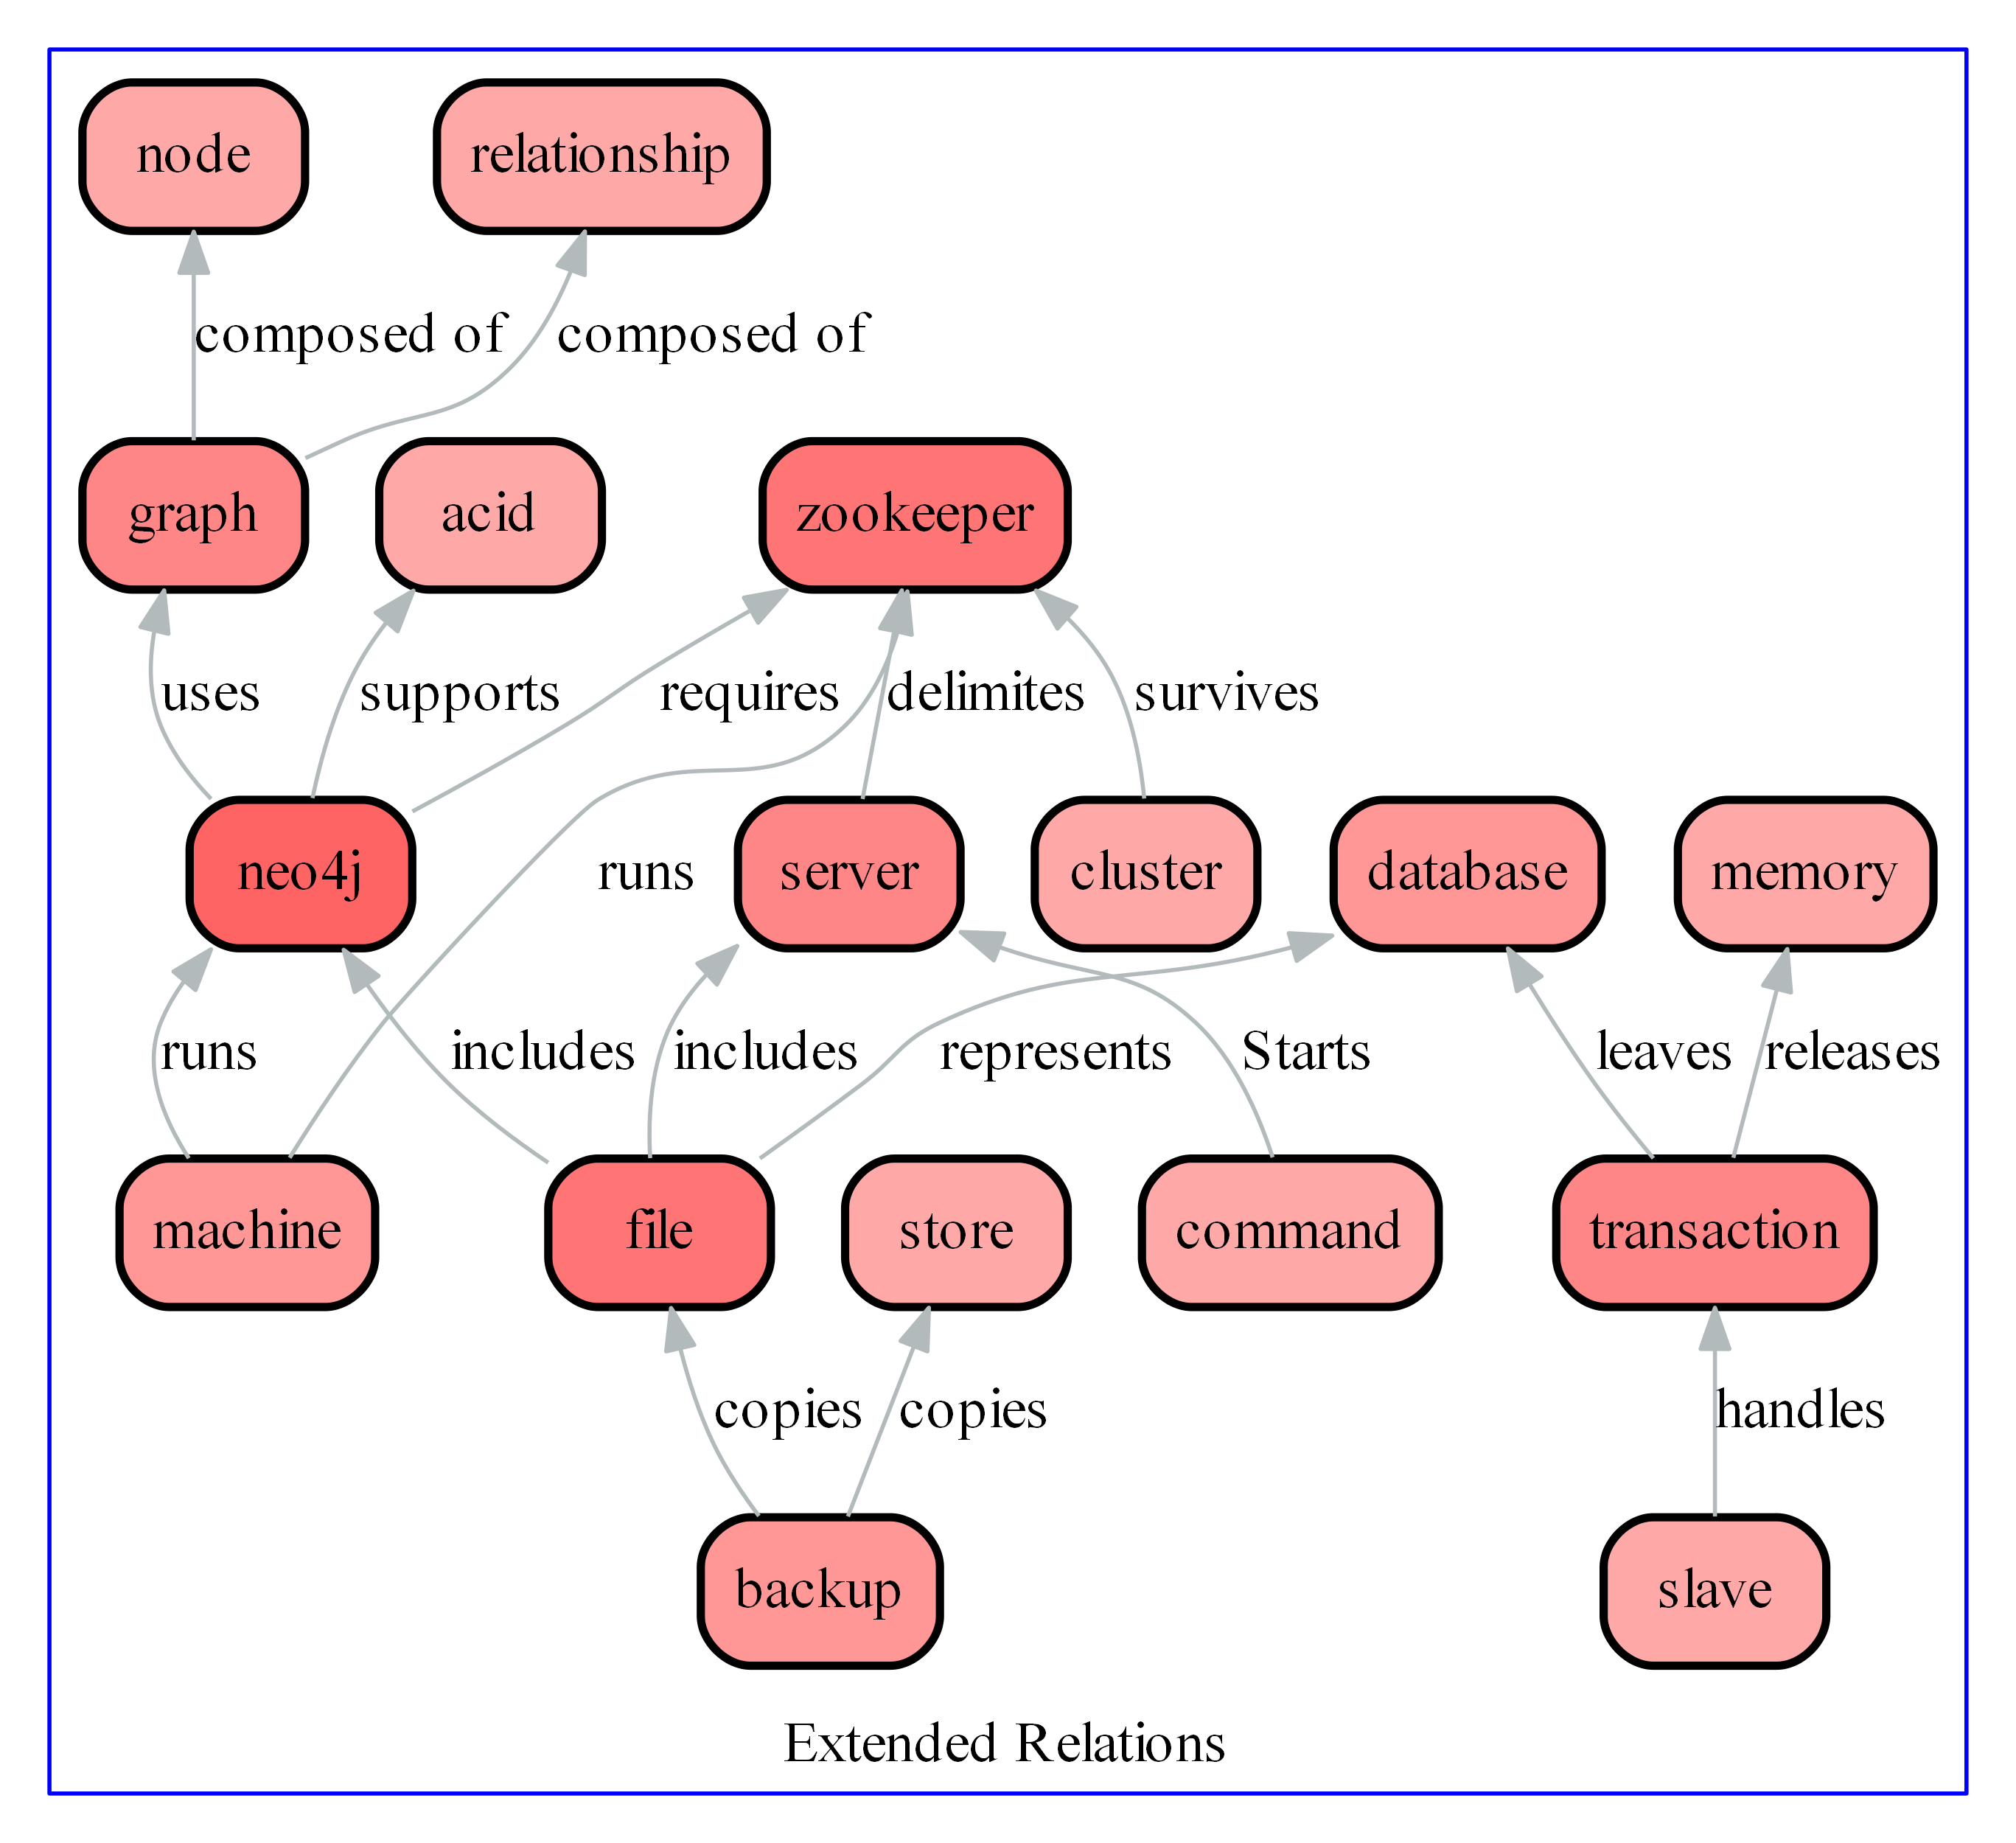 node
relationship
composed of
composed of
graph
acid
zookeeper
uses
supports
requires
delimites
survives
neo4j
runs
server
cluster
database
memory
runs
includes
includes
represents
Starts
leaves
releases
machine
file
store
command
transaction
copies
copies
handles
backup
slave
Extended Relations